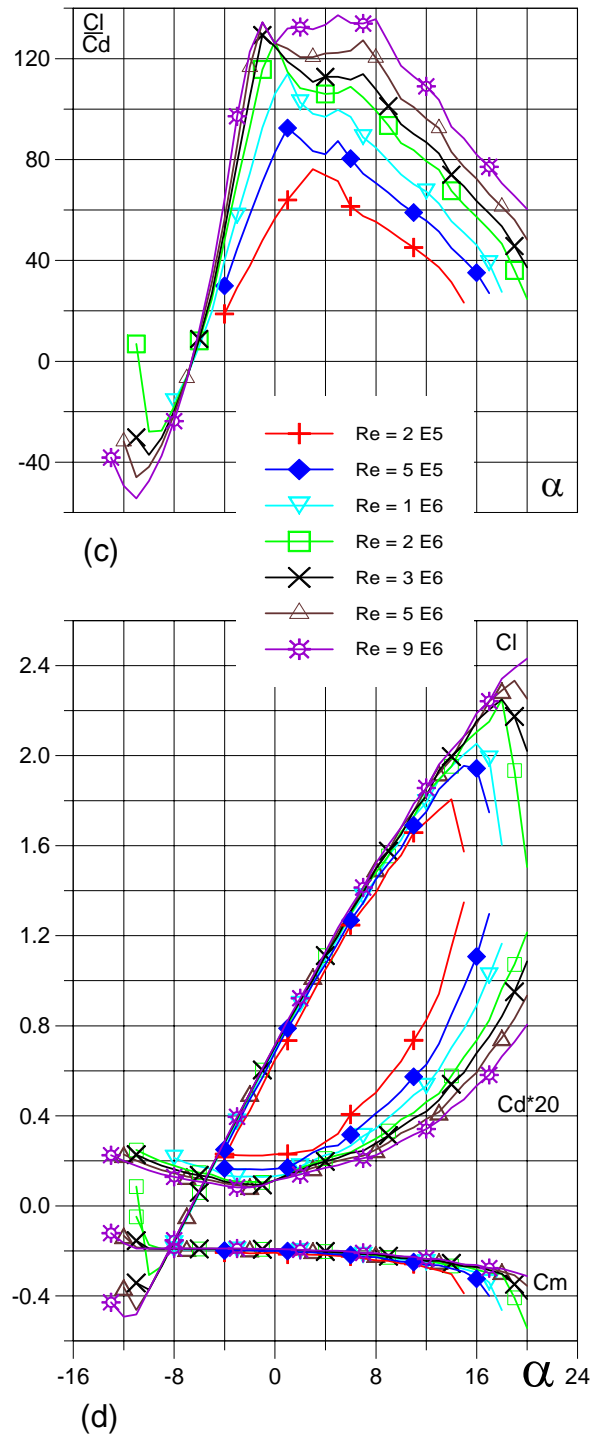 Cl
Cd
120
80
40
0
-40
α
(c)
Re = 2 E5
Re = 5 E5
Re = 1 E6
Re = 2 E6
Re = 3 E6
Re = 5 E6
Re = 9 E6
Cl
2.4
2.0
1.6
1.2
0.8
0.4
Cd*20
0.0
Cm
-0.4
-16 -8 0 8 16 α 24
(d)